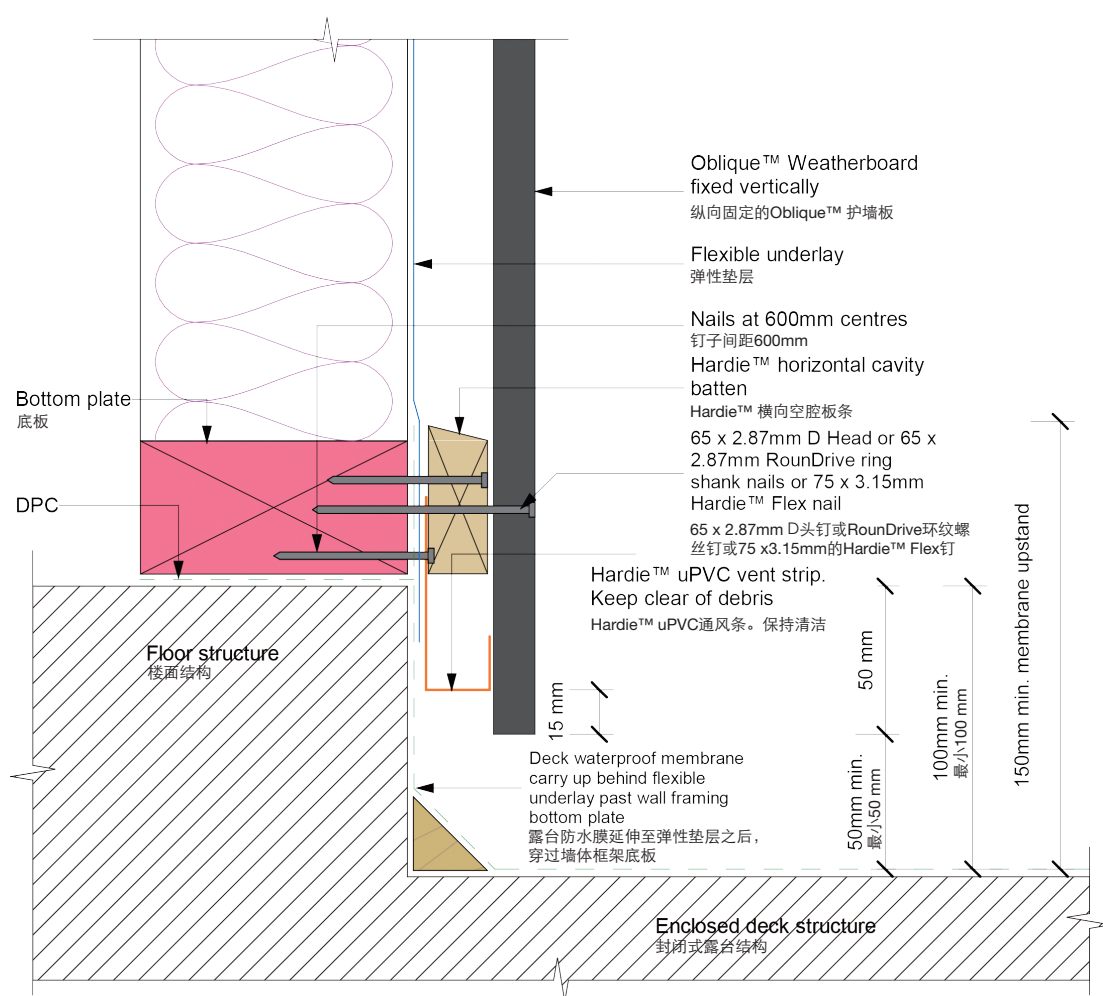 Oblique™ Weatherboard
fixed vertically
纵向固定的Oblique™ 护墙板
Flexible underlay
弹性垫层
Nails at 600mm centres
钉子间距600mm
Hardie™ horizontal cavity
batten
Hardie™ 横向空腔板条
Bottom plate
底板
65 x 2.87mm D Head or 65 x
2.87mm RounDrive ring
shank nails or 75 x 3.15mm
Hardie™ Flex nail
65 x 2.87mm D头钉或RounDrive环纹螺
丝钉或75 x3.15mm的Hardie™ Flex钉
DPC
Hardie™ uPVC vent strip.
Keep clear of debris
Hardie™ uPVC通风条。保持清洁
Floor structure
楼面结构
15 mm
50 mm
50mm min.
最小50 mm
100mm min.
最小100 mm
150mm min. membrane upstand
Deck waterproof membrane
carry up behind flexible
underlay past wall framing
bottom plate
露台防水膜延伸至弹性垫层之后，
穿过墙体框架底板
Enclosed deck structure
封闭式露台结构